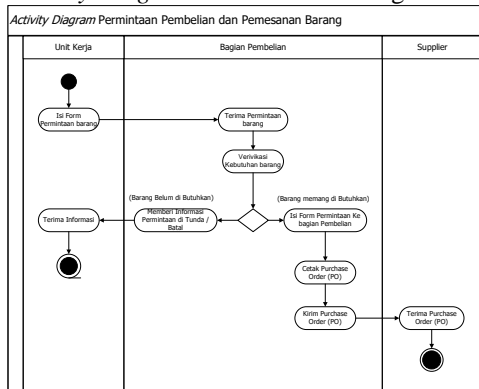 Activity Diagram Permintaan Pembelian dan Pemesanan Barang
Unit Kerja
Bagian Pembelian
Supplier
Isi Form
Permintaan barang
Terima Permintaan
barang
Verivikasi
Kebutuhan barang
(Barang Belum di Butuhkan)
(Barang memang di Butuhkan)
Terima Informasi
Memberi Informasi
Permintaan di Tunda /
Batal
Isi Form Permintaan Ke
bagian Pembelian
Cetak Purchase
Order (PO)
Kirim Purchase
Order (PO)
Terima Purchase
Order (PO)